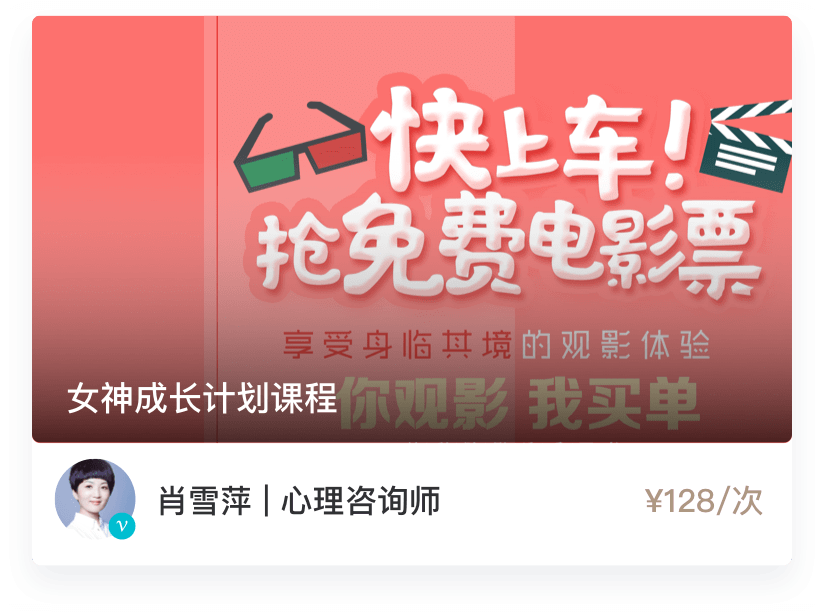 快上车!
抢免费电影票
享受身临其境的观影体验
你观影 我买单
女神成长计划课程
肖雪萍 | 心理咨询师
¥128/次